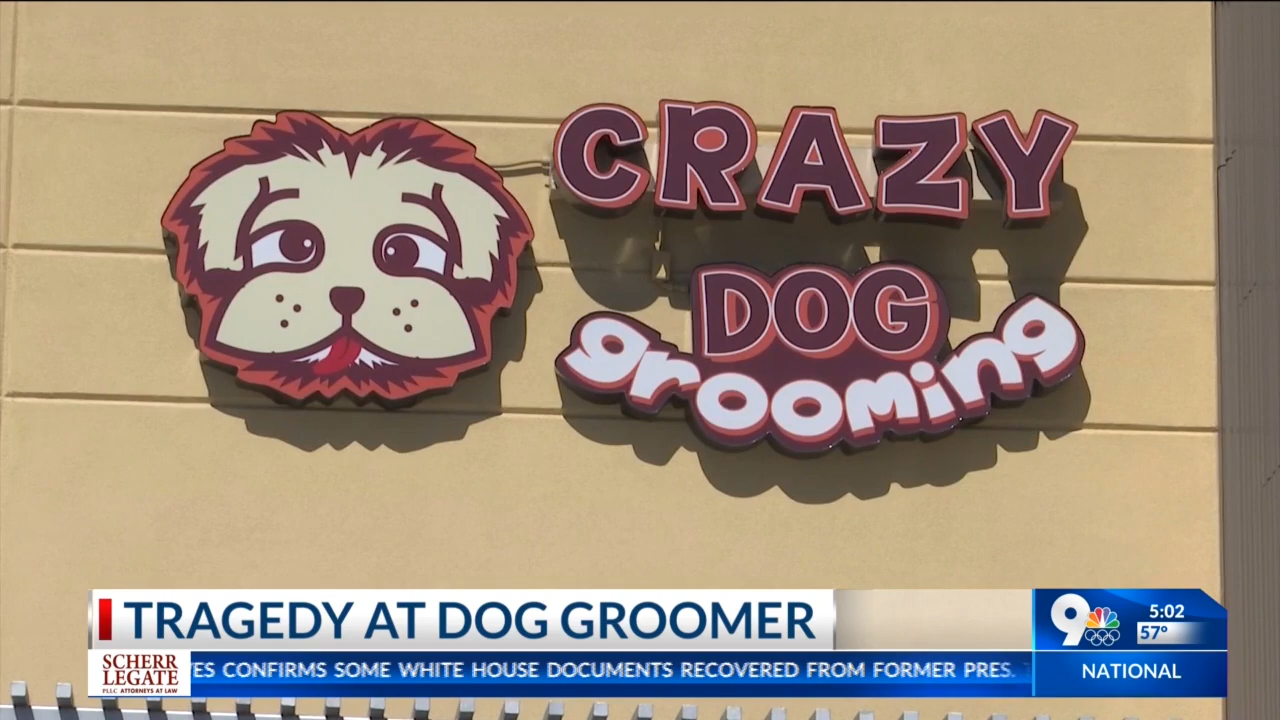 CRAZY
DOG
grooming
TRAGEDY AT DOG GROOMER
5:02
57°
SCHERR
LEGATE
PLLC ATTORNEYS AT LAW
CONFIRMS SOME WHITE HOUSE DOCUMENTS RECOVERED FROM FORMER PRES.
9
NATIONAL